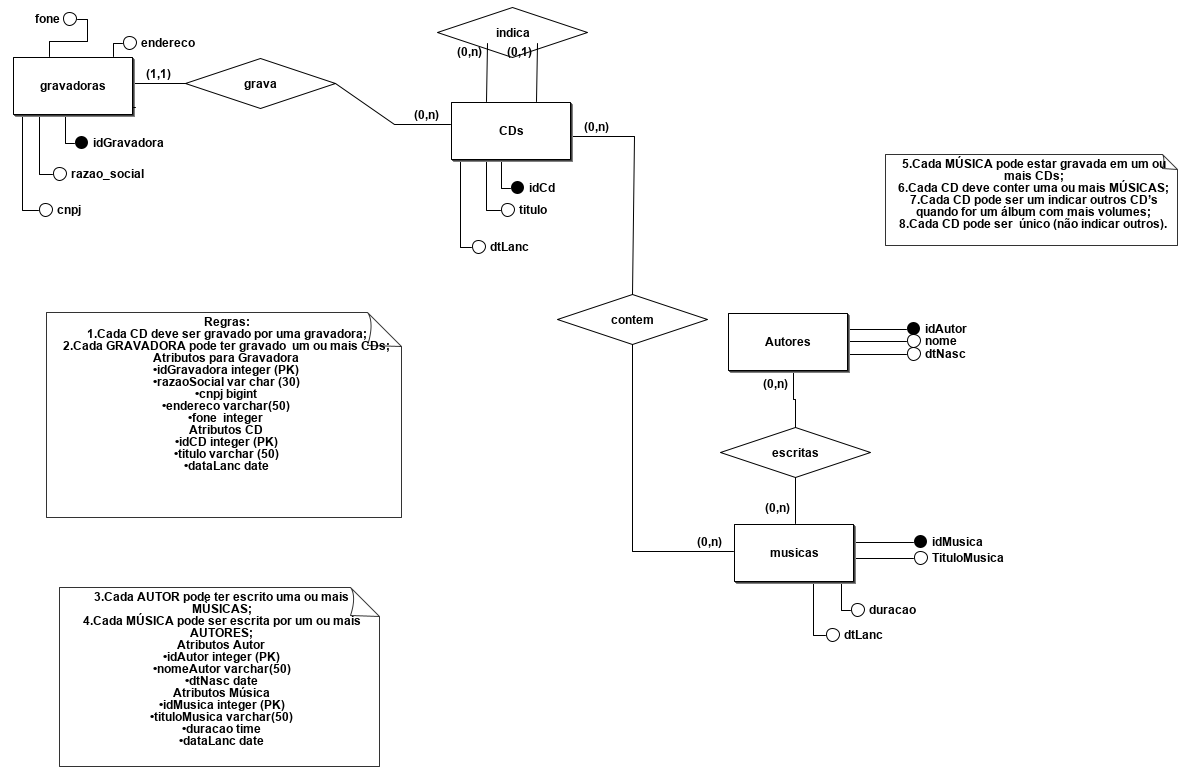 fone
endereco
gravadoras
(1,1)
grava
(0,n)
idGravadora
razao_social
cnpj
indica
(0,n)
(0,1)
CDs
(0,n)
idCd
titulo
dtLanc
5.Cada MÚSICA pode estar gravada em um ou
mais CDs;
6.Cada CD deve conter uma ou mais MÚSICAS;
7.Cada CD pode ser um indicar outros CD's
quando for um álbum com mais volumes;
8.Cada CD pode ser único (não indicar outros).
contem
Regras:
1.Cada CD deve ser gravado por uma gravadora;
2.Cada GRAVADORA pode ter gravado um ou mais CDs;
Atributos para Gravadora
•idGravadora integer (PK)
•razaoSocial var char (30)
•cnpj bigint
•endereco varchar(50)
•fone integer
Atributos CD
•idCD integer (PK)
•titulo varchar (50)
•dataLanc date
Autores
idAutor
nome
dtNasc
(0,n)
escritas
(0,n)
(0,n)
musicas
idMusica
TituloMusica
duracao
dtLanc
3.Cada AUTOR pode ter escrito uma ou mais
MÚSICAS;
4.Cada MÚSICA pode ser escrita por um ou mais
AUTORES;
Atributos Autor
•idAutor integer (PK)
•nomeAutor varchar(50)
•dtNasc date
Atributos Música
•idMusica integer (PK)
•tituloMusica varchar(50)
•duracao time
•dataLanc date